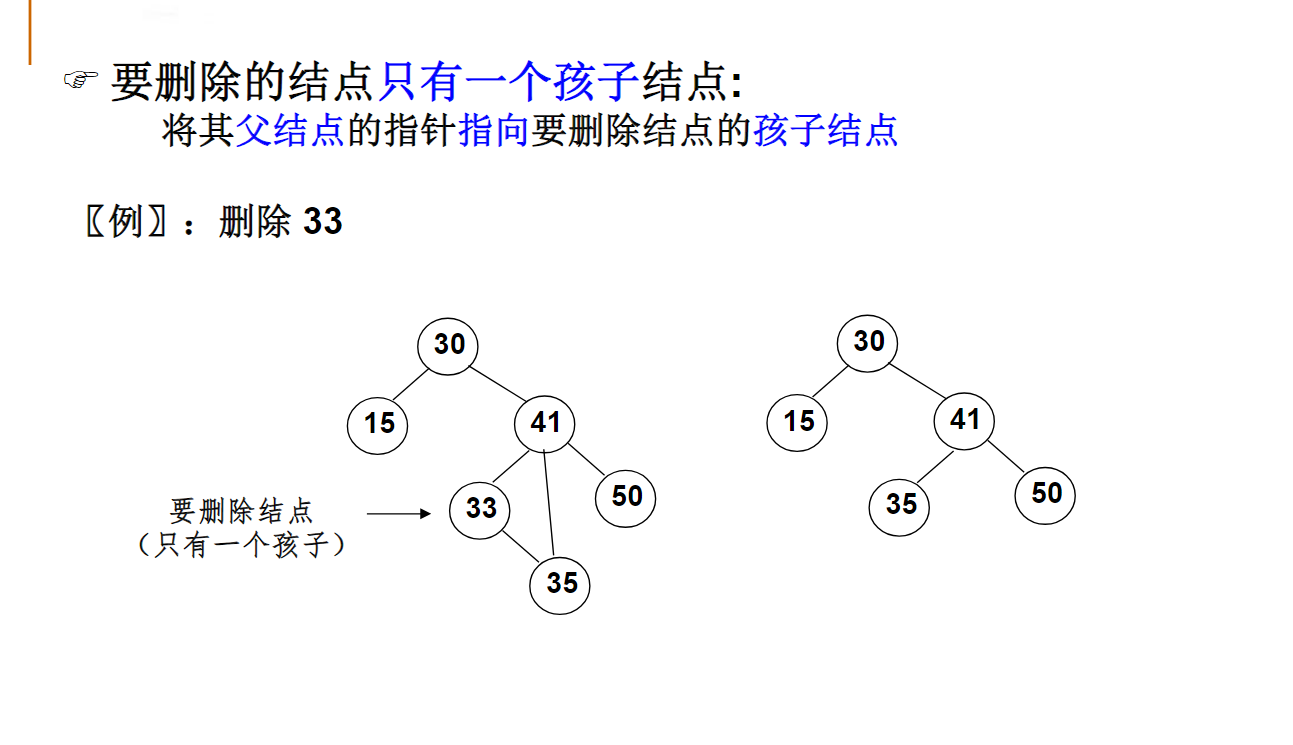 ☞ 要删除的结点只有一个孩子结点:
将其父结点的指针指向要删除结点的孩子结点
〖例〗：删除 33
30
15
41
33
50
35
要删除结点
（只有一个孩子）
30
15
41
35
50